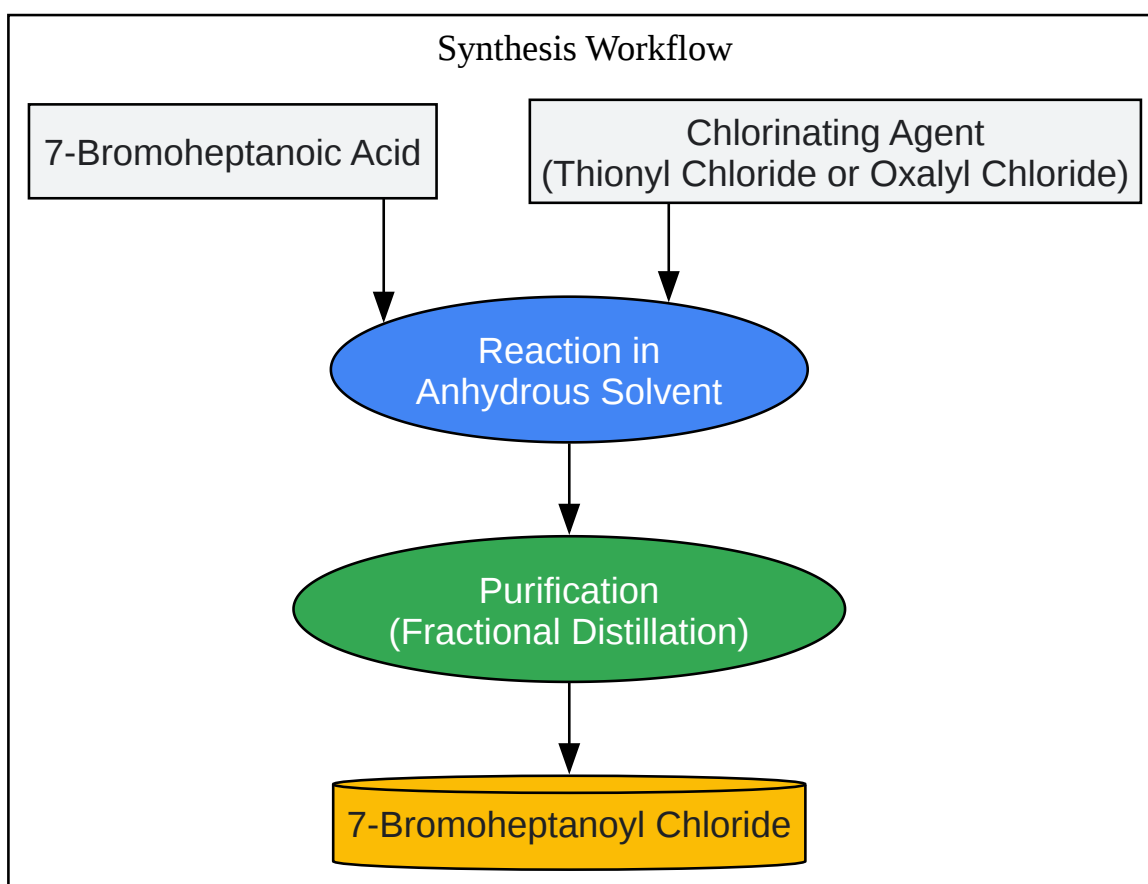 Synthesis Workflow
7-Bromoheptanoic Acid
Chlorinating Agent
(Thionyl Chloride or Oxalyl Chloride)
Reaction in
Anhydrous Solvent
Purification
(Fractional Distillation)
7-Bromoheptanoyl Chloride